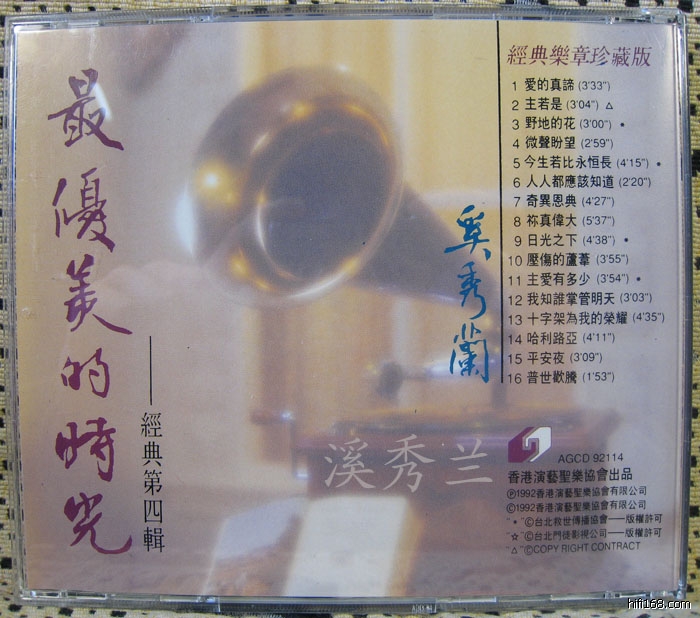 最優美的時光
——經典第四輯
奚秀蘭
溪秀兰
經典樂章珍藏版
1 愛的真諦 (3'33")
2 主若是 (3'04") △
3 野地的花 (3'00") •
4 微聲盼望 (2'59")
5 今生若比永恒長 (4'15") •
6 人人都應該知道 (2'20")
7 奇異恩典 (4'27")
8 祢真偉大 (5'37")
9 日光之下 (4'38") •
10 壓傷的蘆葦 (3'55")
11 主愛有多少 (3'54") •
12 我知誰掌管明天 (3'03")
13 十字架為我的榮耀 (4'35")
14 哈利路亞 (4'11")
15 平安夜 (3'09")
16 普世歡騰 (1'53")
AGCD 92114
香港演藝聖樂協會出品
Ⓟ1992香港演藝聖樂協會有限公司
©1992香港演藝聖樂協會有限公司
"•"©台北救世傳播協會——版權許可
"☆"©台北門徒影視公司——版權許可
"△"©COPY RIGHT CONTRACT
hifi168.com